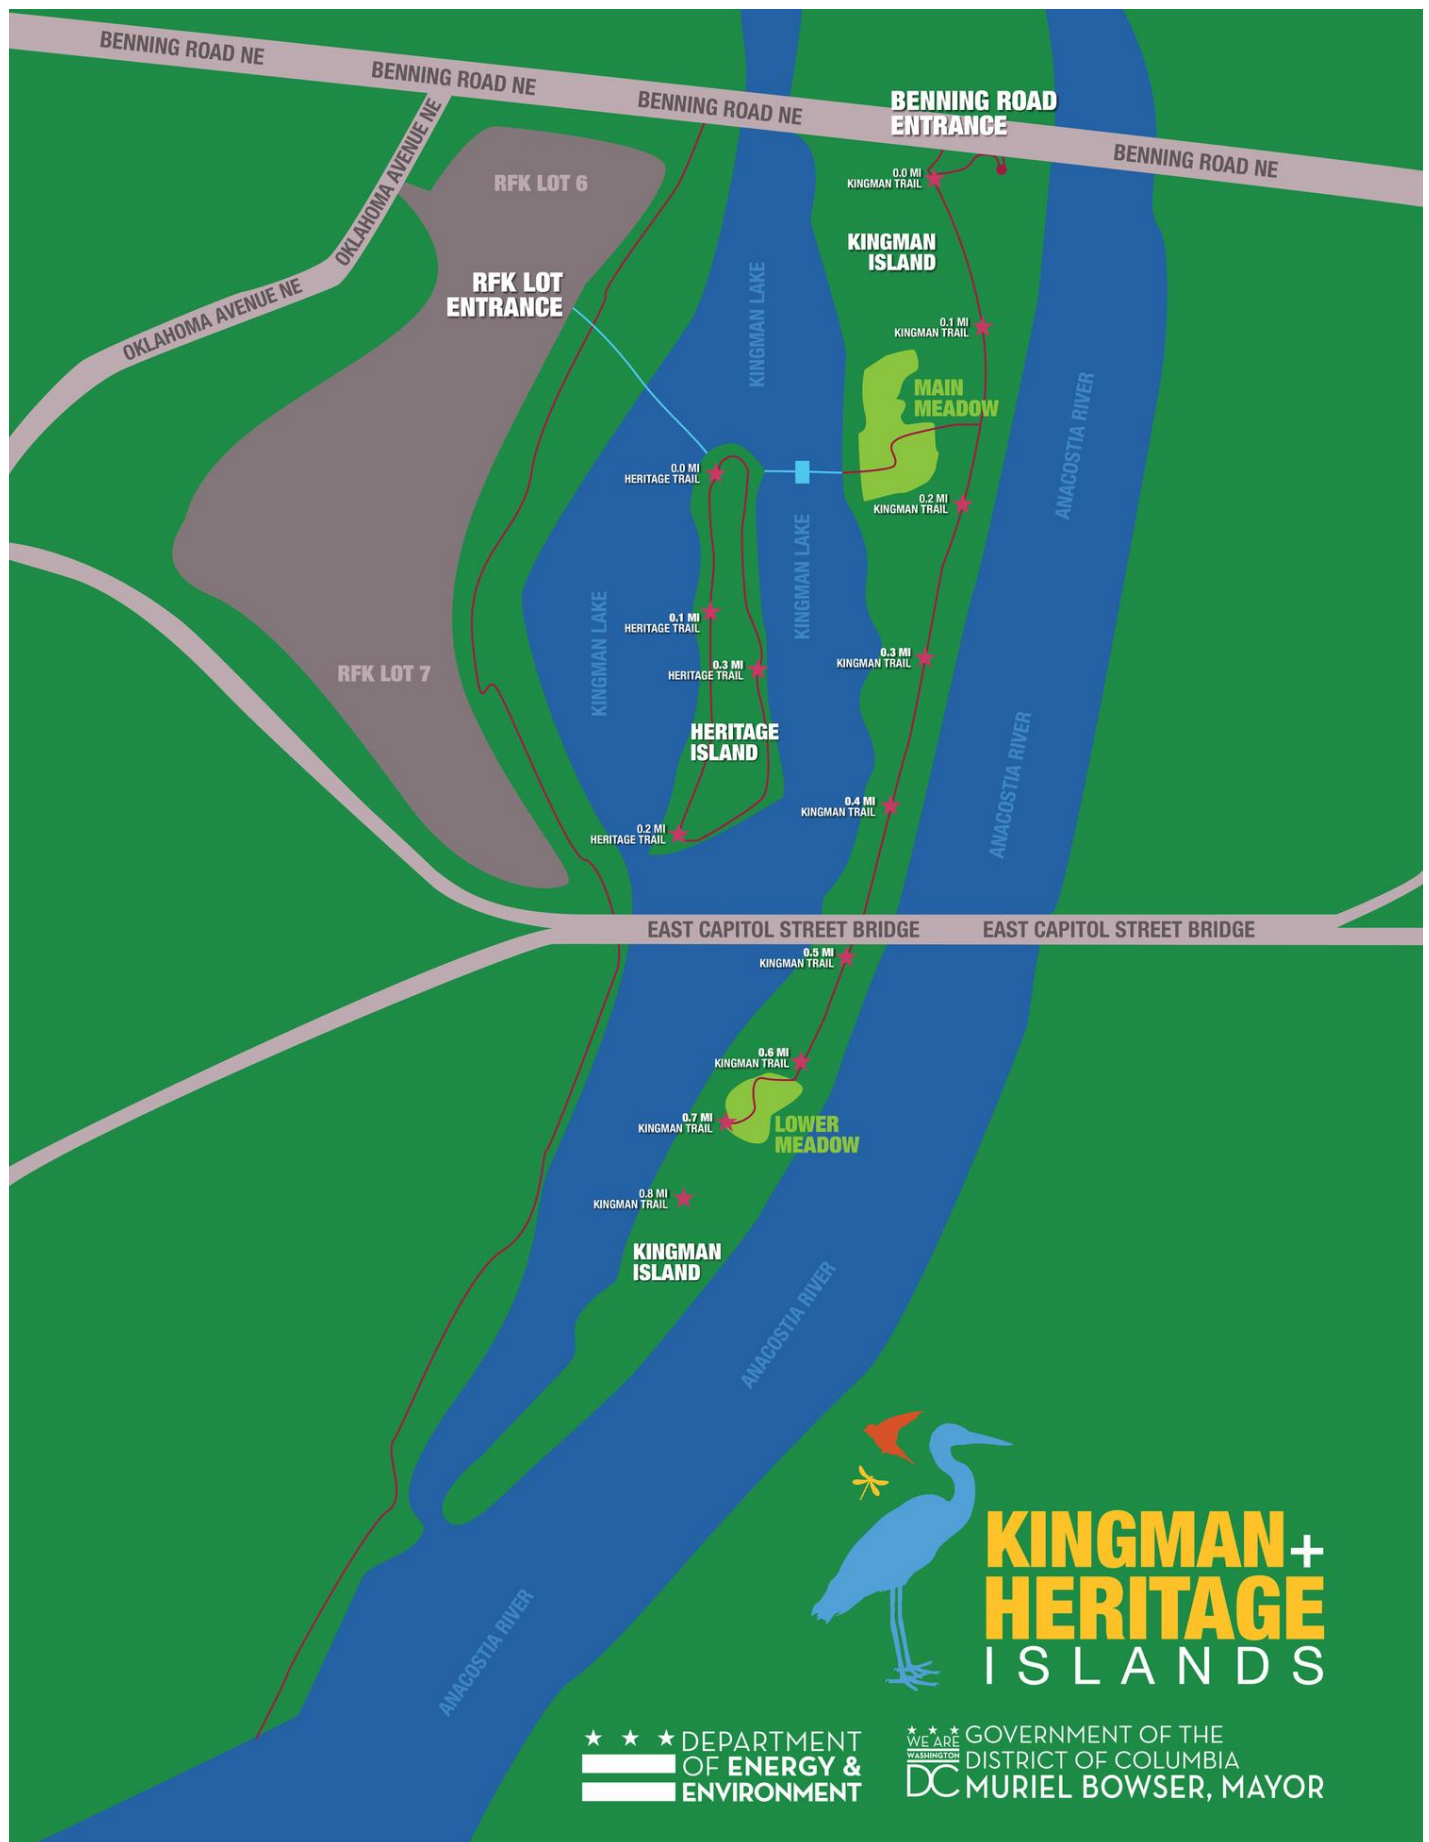 BENNING ROAD NE
BENNING ROAD NE
BENNING ROAD NE
BENNING ROAD
ENTRANCE
BENNING ROAD NE
OKLAHOMA AVENUE NE
OKLAHOMA AVENUE NE
RFK LOT 6
0.0 MI
KINGMAN TRAIL
KINGMAN
ISLAND
RFK LOT
ENTRANCE
KINGMAN LAKE
0.1 MI
KINGMAN TRAIL
MAIN
MEADOW
ANACOSTIA RIVER
0.0 MI
HERITAGE TRAIL
0.2 MI
KINGMAN TRAIL
KINGMAN LAKE
KINGMAN LAKE
0.1 MI
HERITAGE TRAIL
0.3 MI
HERITAGE TRAIL
0.3 MI
KINGMAN TRAIL
RFK LOT 7
HERITAGE
ISLAND
ANACOSTIA RIVER
0.4 MI
KINGMAN TRAIL
0.2 MI
HERITAGE TRAIL
EAST CAPITOL STREET BRIDGE
EAST CAPITOL STREET BRIDGE
0.5 MI
KINGMAN TRAIL
0.6 MI
KINGMAN TRAIL
0.7 MI
KINGMAN TRAIL
LOWER
MEADOW
0.8 MI
KINGMAN TRAIL
KINGMAN
ISLAND
ANACOSTIA RIVER
ANACOSTIA RIVER
KINGMAN+
HERITAGE
ISLANDS
DEPARTMENT
OF ENERGY &
ENVIRONMENT
WE ARE
WASHINGTON
DC
GOVERNMENT OF THE
DISTRICT OF COLUMBIA
MURIEL BOWSER, MAYOR